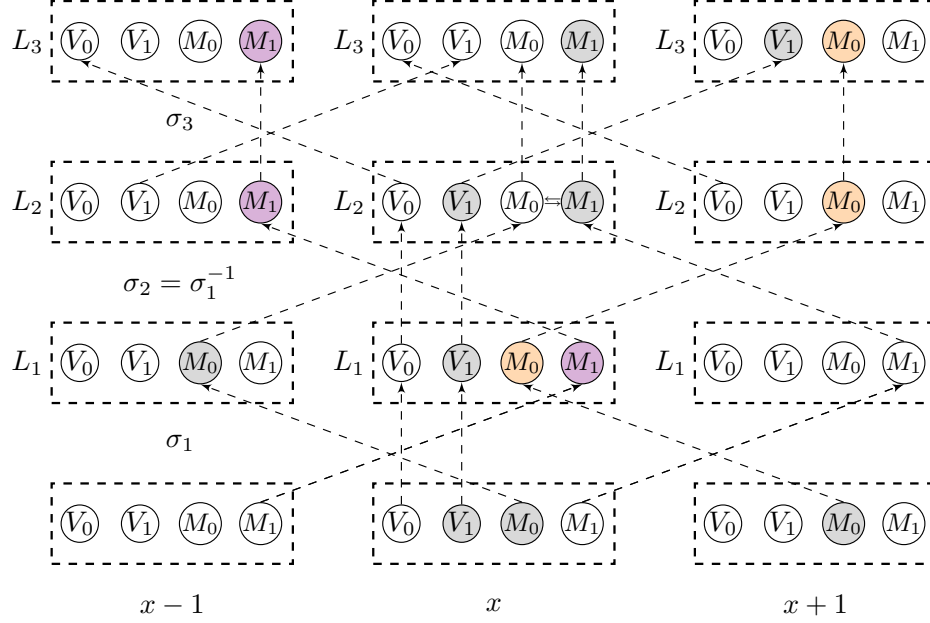 L₃ V₀ V₁ M₀ M₁ L₃ V₀ V₁ M₀ M₁ L₃ V₀ V₁ M₀ M₁
σ₃
L₂ V₀ V₁ M₀ M₁ L₂ V₀ V₁ M₀ ⇆ M₁ L₂ V₀ V₁ M₀ M₁
σ₂ = σ₁⁻¹
L₁ V₀ V₁ M₀ M₁ L₁ V₀ V₁ M₀ M₁ L₁ V₀ V₁ M₀ M₁
σ₁
V₀ V₁ M₀ M₁ V₀ V₁ M₀ M₁ V₀ V₁ M₀ M₁
x − 1 x x + 1